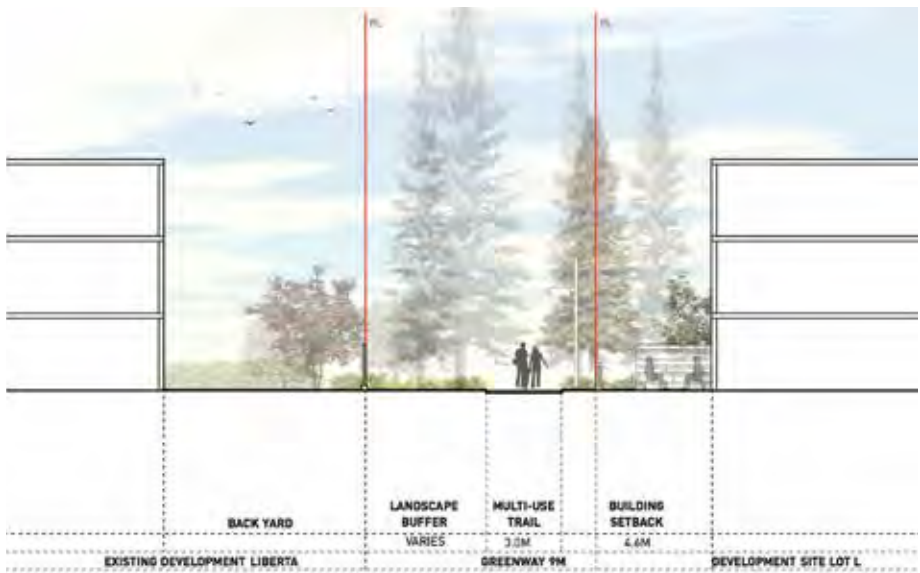 PL
PL
BACK YARD
LANDSCAPE
BUFFER
VARIES
MULTI-USE
TRAIL
3.0M
BUILDING
SETBACK
4.6M
EXISTING DEVELOPMENT LIBERTA
GREENWAY 9M
DEVELOPMENT SITE LOT L